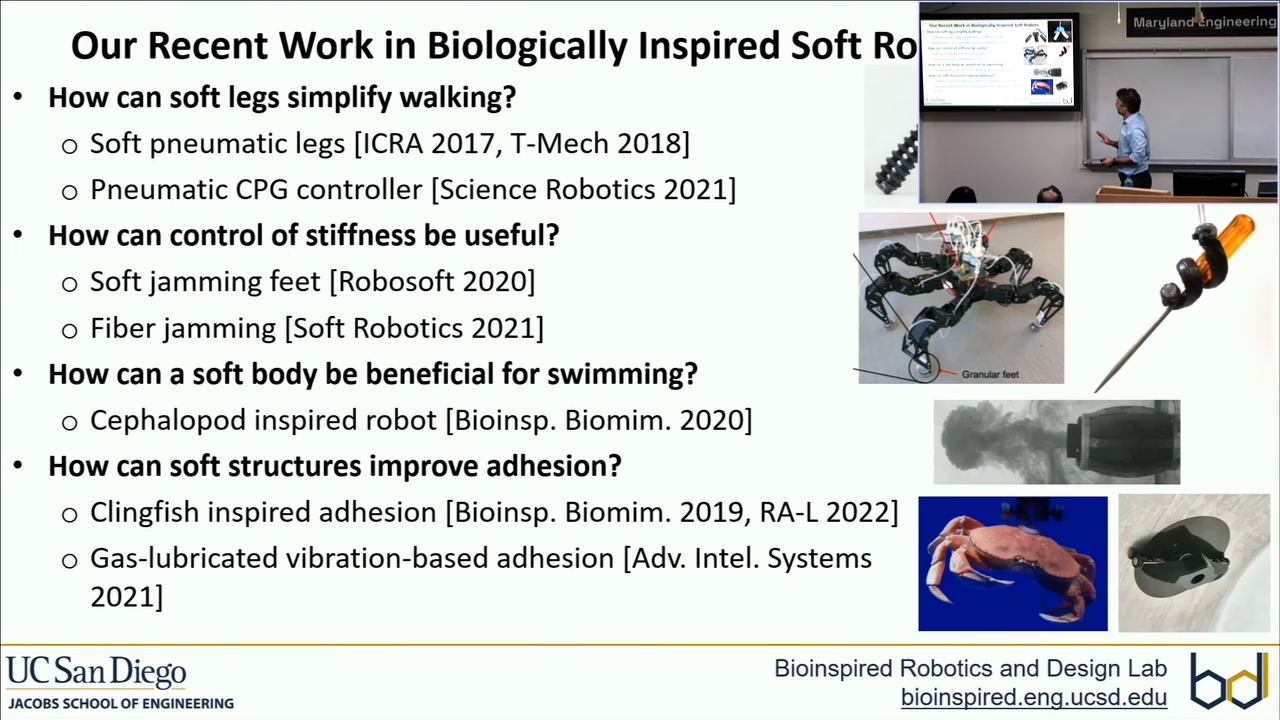 Our Recent Work in Biologically Inspired Soft Ro
Maryland Engineering
• How can soft legs simplify walking?
o Soft pneumatic legs [ICRA 2017, T-Mech 2018]
o Pneumatic CPG controller [Science Robotics 2021]
• How can control of stiffness be useful?
o Soft jamming feet [Robosoft 2020]
o Fiber jamming [Soft Robotics 2021]
Granular feet
• How can a soft body be beneficial for swimming?
o Cephalopod inspired robot [Bioinsp. Biomim. 2020]
• How can soft structures improve adhesion?
o Clingfish inspired adhesion [Bioinsp. Biomim. 2019, RA-L 2022]
o Gas-lubricated vibration-based adhesion [Adv. Intel. Systems
2021]
UC San Diego
JACOBS SCHOOL OF ENGINEERING
Bioinspired Robotics and Design Lab
bioinspired.eng.ucsd.edu
bd